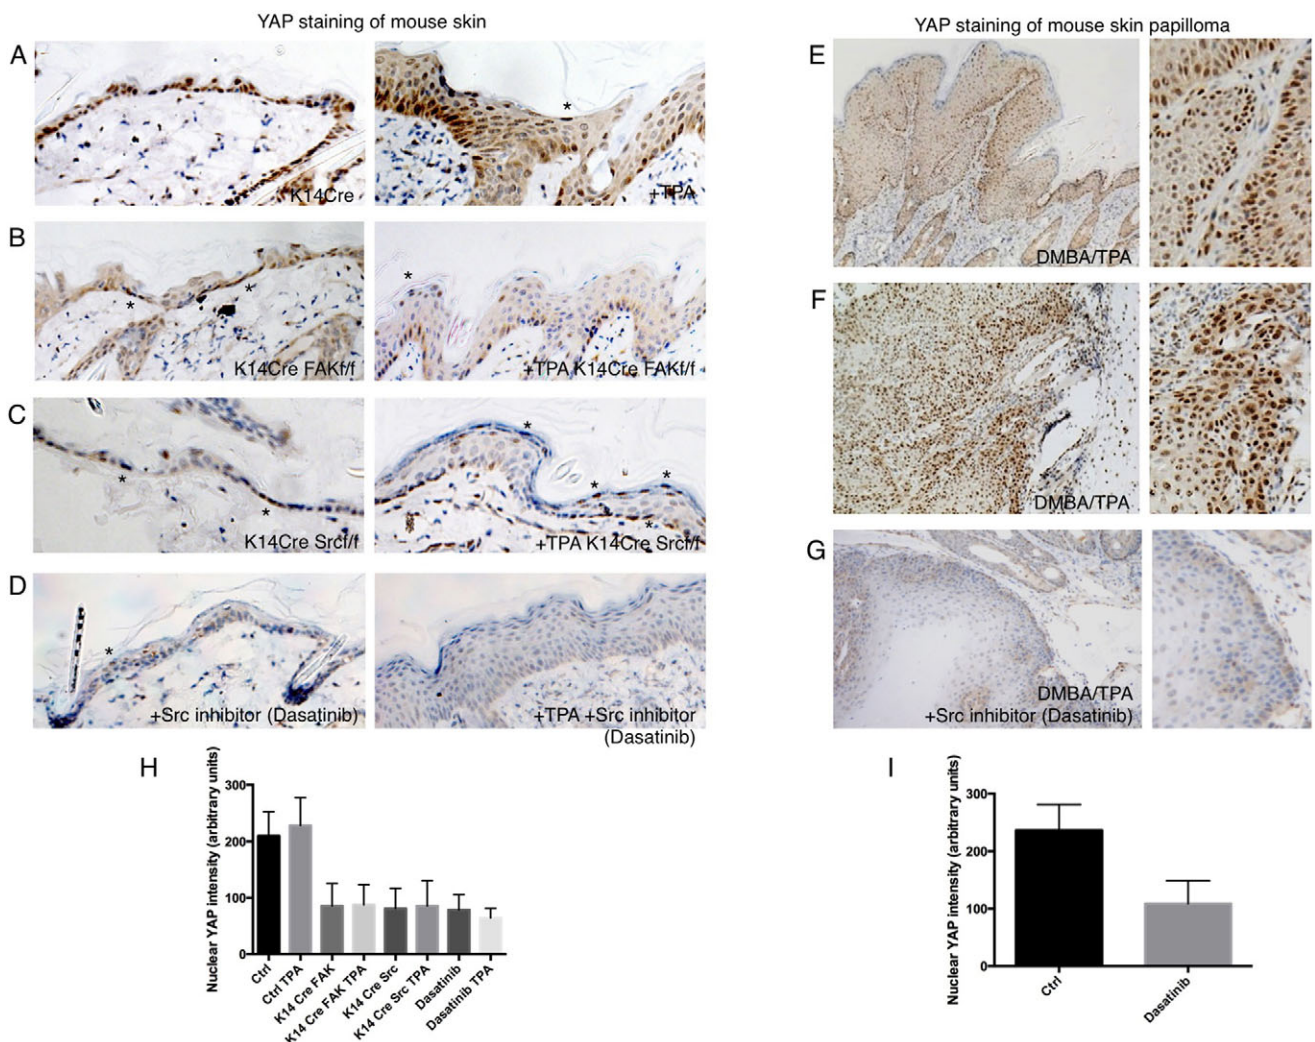 YAP staining of mouse skin
A
K14Cre
*
+TPA
B
*
*
K14Cre FAKf/f
*
+TPA K14Cre FAKf/f
C
*
*
K14Cre Srcf/f
*
*
*
*
+TPA K14Cre Srcf/f
D
*
+Src inhibitor (Dasatinib)
+TPA +Src inhibitor
(Dasatinib)
H
Nuclear YAP intensity (arbitrary units)
300
200
100
0
Ctrl
Ctrl TPA
K14 Cre FAK
K14 Cre FAK TPA
K14 Cre Src
K14 Cre Src TPA
Dasatinib
Dasatinib TPA
YAP staining of mouse skin papilloma
E
DMBA/TPA
F
DMBA/TPA
G
DMBA/TPA
+Src inhibitor (Dasatinib)
I
Nuclear YAP intensity (arbitrary units)
300
200
100
0
Ctrl
Dasatinib